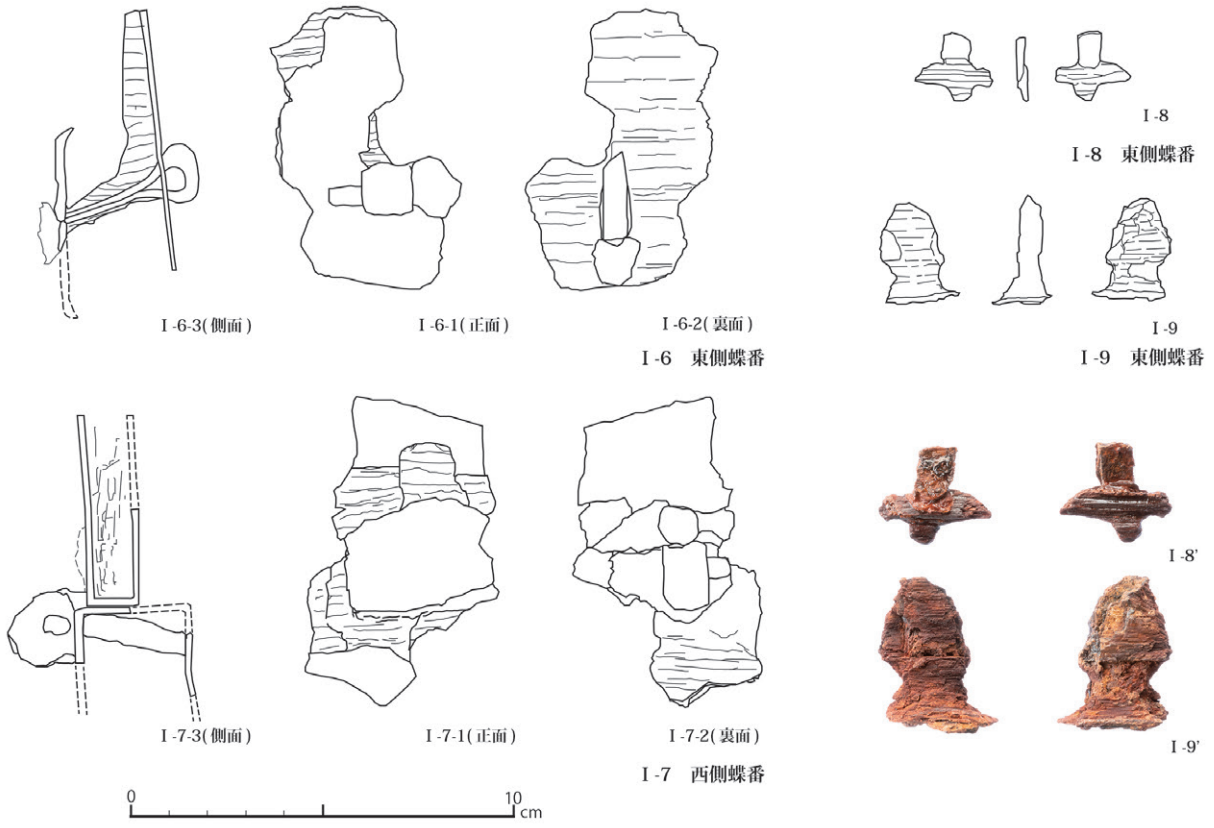 I-6-3(側面)
I-6-1(正面)
I-6-2(裏面)
I-6 東側蝶番
I-8
I-8 東側蝶番
I-9
I-9 東側蝶番
I-7-3(側面)
I-7-1(正面)
I-7-2(裏面)
I-7 西側蝶番
I-8’
I-9’
0 10
cm